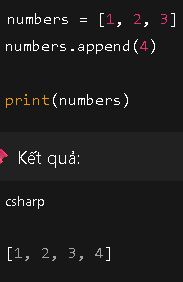 numbers = [1, 2, 3]
numbers.append(4)
print(numbers)
Kết quả:
csharp
[1, 2, 3, 4]